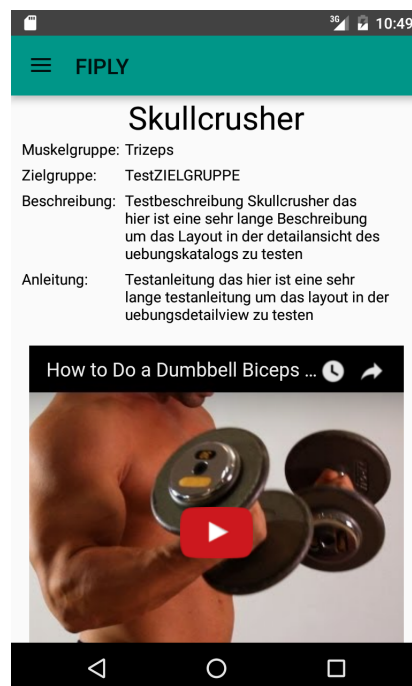 3G 10:49
FIPLY
Skullcrusher
Muskelgruppe: Trizeps
Zielgruppe: TestZIELGRUPPE
Beschreibung: Testbeschreibung Skullcrusher das
hier ist eine sehr lange Beschreibung
um das Layout in der detailansicht des
uebungskatalogs zu testen
Anleitung: Testanleitung das hier ist eine sehr
lange testanleitung um das layout in der
uebungsdetailview zu testen
How to Do a Dumbbell Biceps ...